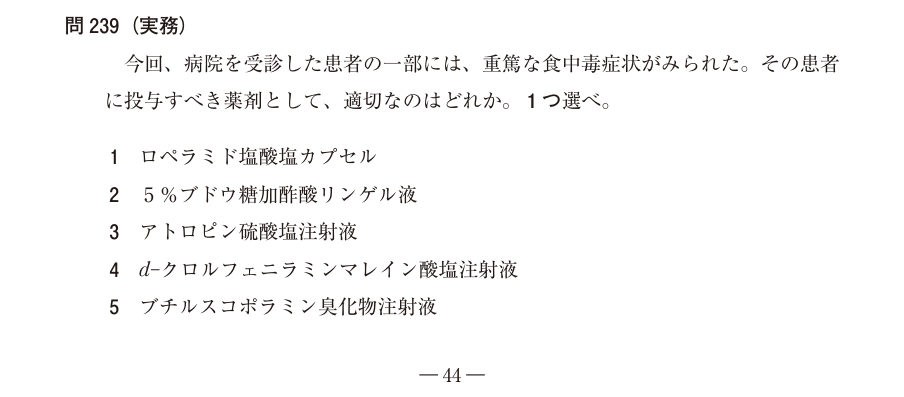 問 239 (実務)
今回、病院を受診した患者の一部には、重篤な食中毒症状がみられた。その患者
に投与すべき薬剤として、適切なのはどれか。1つ選べ。
1 ロペラミド塩酸塩カプセル
2 5%ブドウ糖加酢酸リンゲル液
3 アトロピン硫酸塩注射液
4 d-クロルフェニラミンマレイン酸塩注射液
5 ブチルスコポラミン臭化物注射液
— 44 —